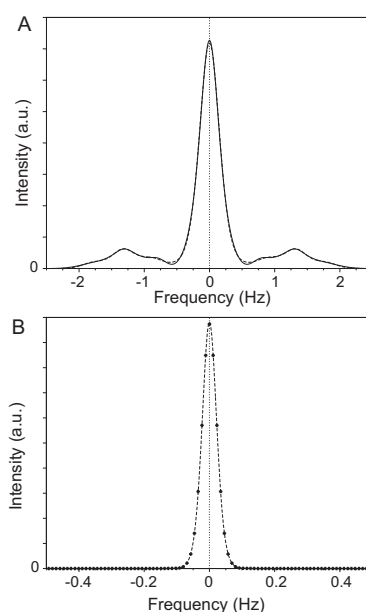 A
Intensity (a.u.)
0
-2 -1 0 1 2
Frequency (Hz)
B
Intensity (a.u.)
0
-0.4 -0.2 0 0.2 0.4
Frequency (Hz)